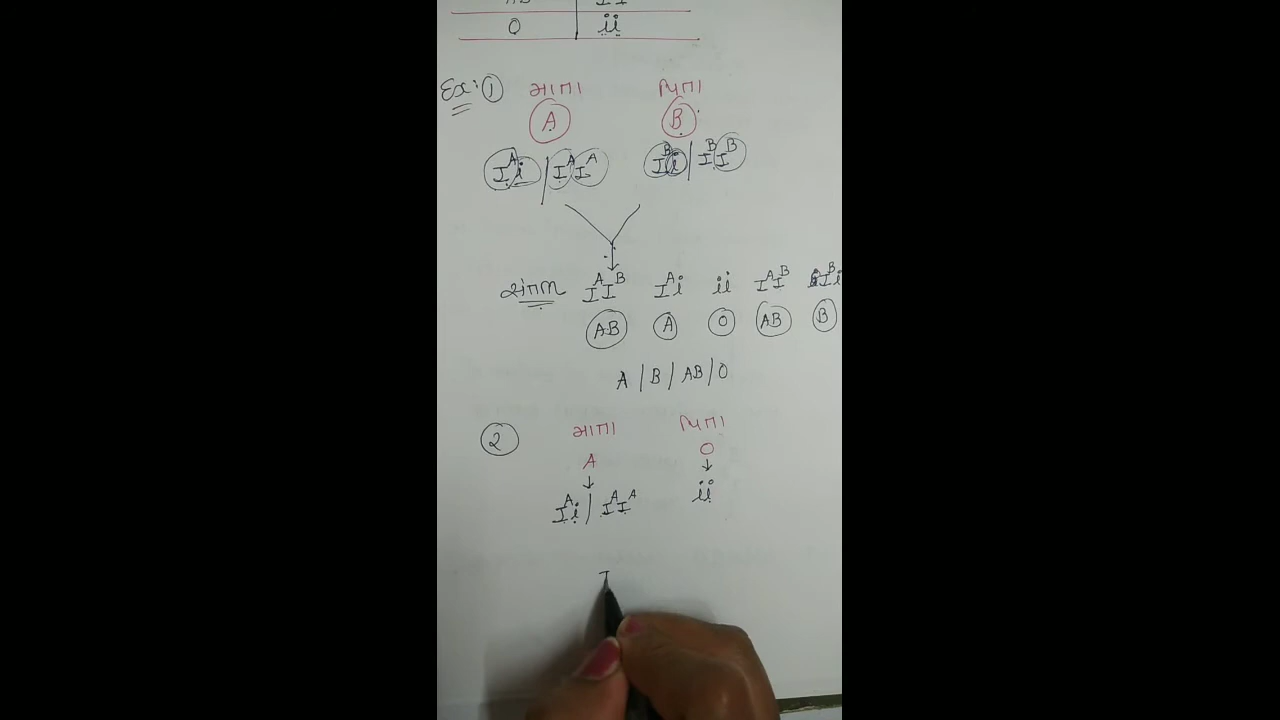 O ii
Ex:① માતા પિતા
A B
Iᴬi / IᴬIᴬ Iᴮi / IᴮIᴮ
IᴬIᴮ Iᴬi ii IᴬIᴮ Iᴮi
AB A O AB B
A / B / AB / O
② માતા પિતા
A O
↓ ↓
Iᴬi / IᴬIᴬ ii
I